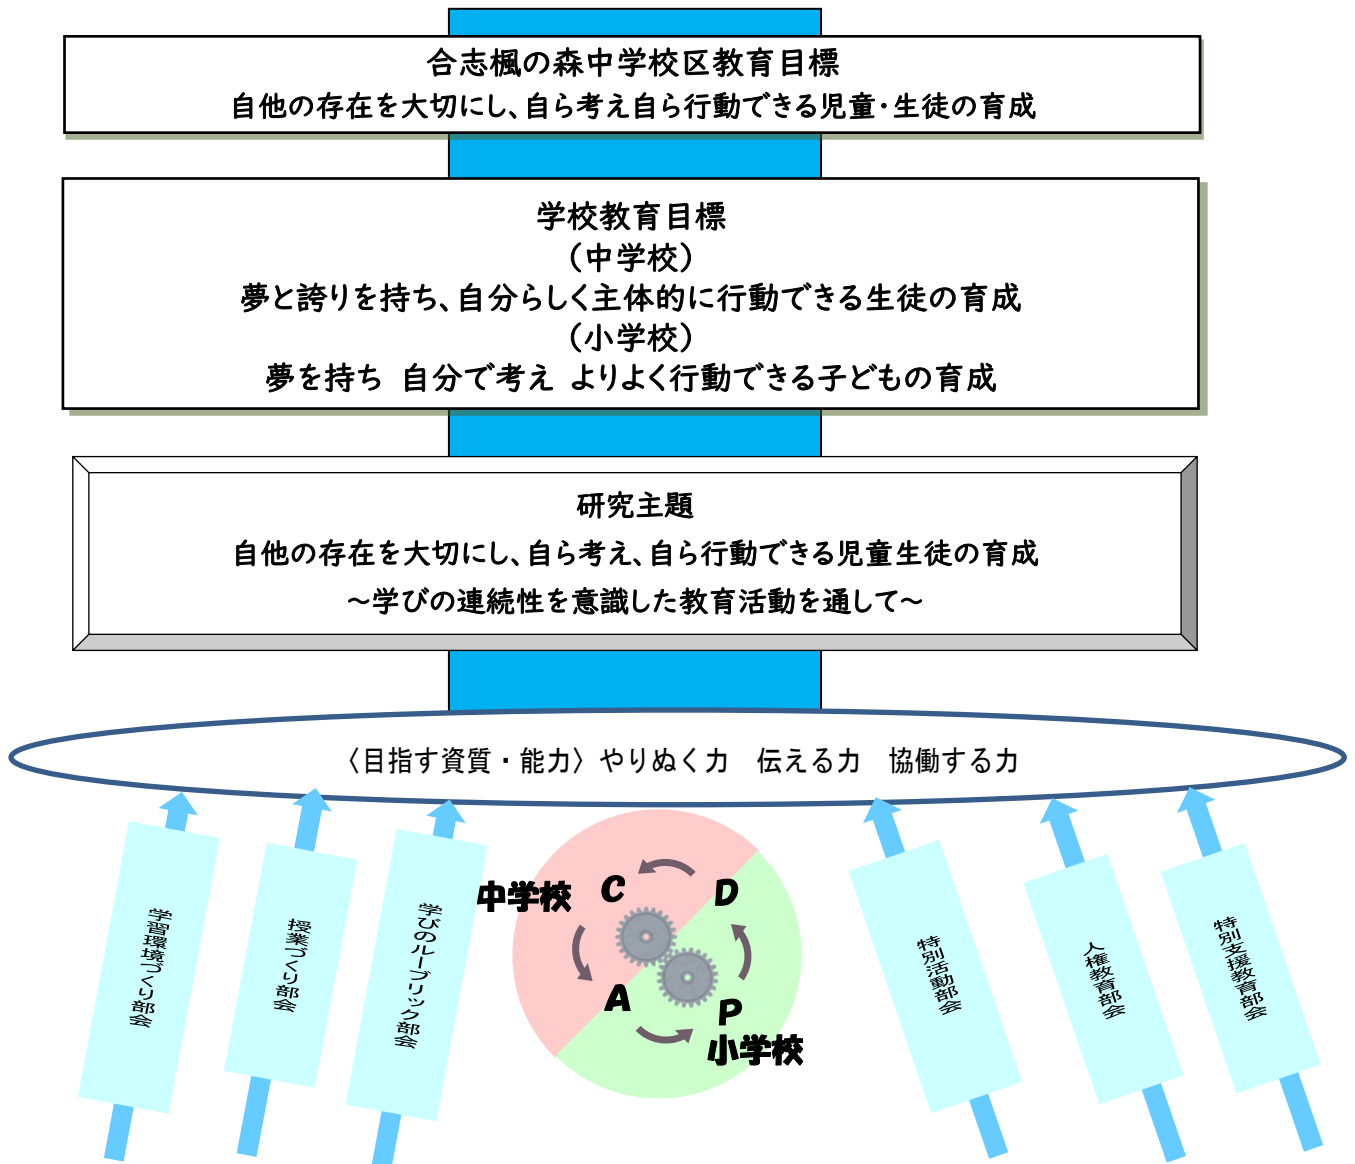 合志楓の森中学校区教育目標
自他の存在を大切にし、自ら考え自ら行動できる児童・生徒の育成
学校教育目標
（中学校）
夢と誇りを持ち、自分らしく主体的に行動できる生徒の育成
（小学校）
夢を持ち 自分で考え よりよく行動できる子どもの育成
研究主題
自他の存在を大切にし、自ら考え、自ら行動できる児童生徒の育成
～学びの連続性を意識した教育活動を通して～
〈目指す資質・能力〉やりぬく力　伝える力　協働する力
学習環境づくり部会
授業づくり部会
学びのルーブリック部会
中学校
C
D
A
P
小学校
特別活動部会
人権教育部会
特別支援教育部会